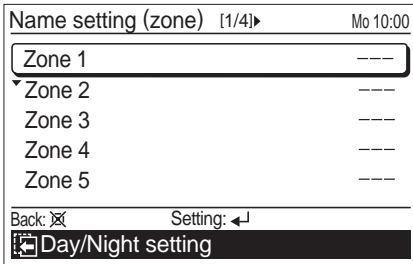 Name setting (zone) [1/4]▶ Mo 10:00
Zone 1 ---
Zone 2 ---
Zone 3 ---
Zone 4 ---
Zone 5 ---
Back: Setting:
Day/Night setting